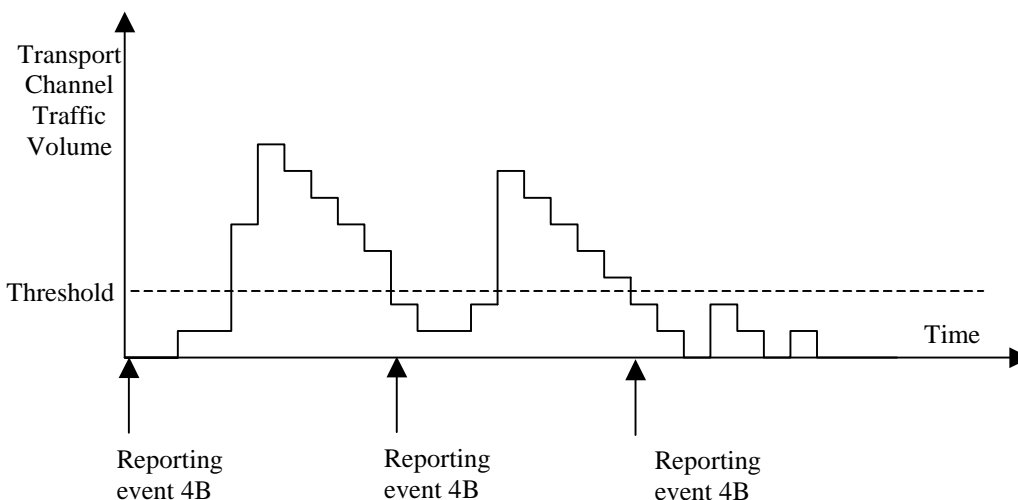 Transport
Channel
Traffic
Volume
Threshold
Time
Reporting
event 4B
Reporting
event 4B
Reporting
event 4B